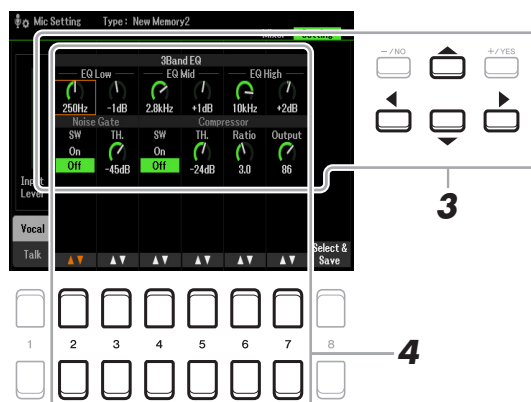 Mic Setting Type : New Memory2
-/NO +/YES
3Band EQ
EQ Low EQ Mid EQ High
250Hz -1dB 2.8kHz +1dB 10kHz +2dB
Noise Gate Compressor
SW TH. SW TH. Ratio Output
On On
Off -45dB Off -24dB 3.0 86
Input
Level
3
Vocal
Talk
Select &
Save
1 2 3 4 5 6 7 8
4